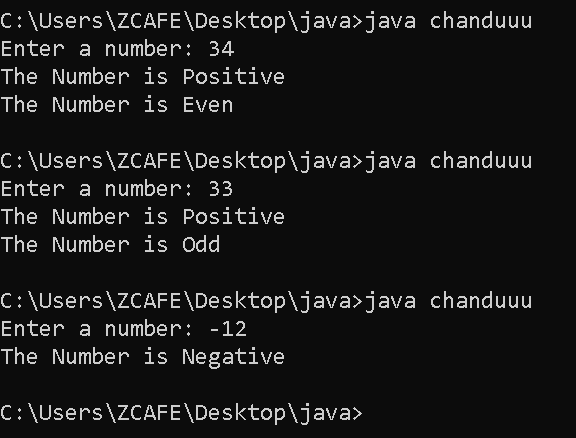 C:\Users\ZCAFE\Desktop\java>java chanduuu
Enter a number: 34
The Number is Positive
The Number is Even
C:\Users\ZCAFE\Desktop\java>java chanduuu
Enter a number: 33
The Number is Positive
The Number is Odd
C:\Users\ZCAFE\Desktop\java>java chanduuu
Enter a number: -12
The Number is Negative
C:\Users\ZCAFE\Desktop\java>